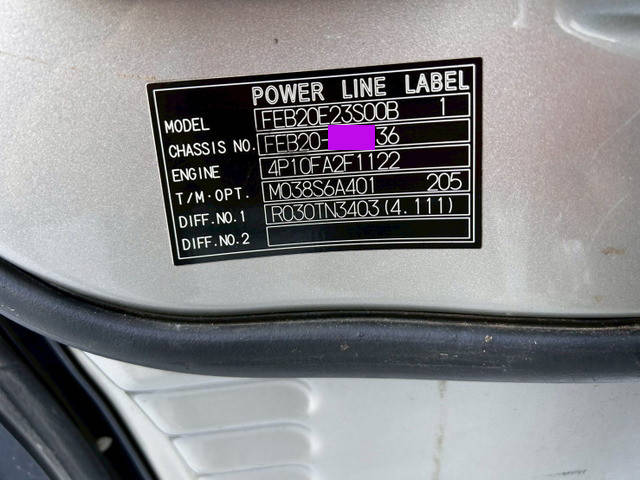 POWER LINE LABEL
MODEL FEB20E23S00B 1
CHASSIS NO. FEB20- 36
ENGINE 4P10FA2F1122
T/M·OPT. M038S6A401 205
DIFF.NO.1 R030TN3403(4.111)
DIFF.NO.2